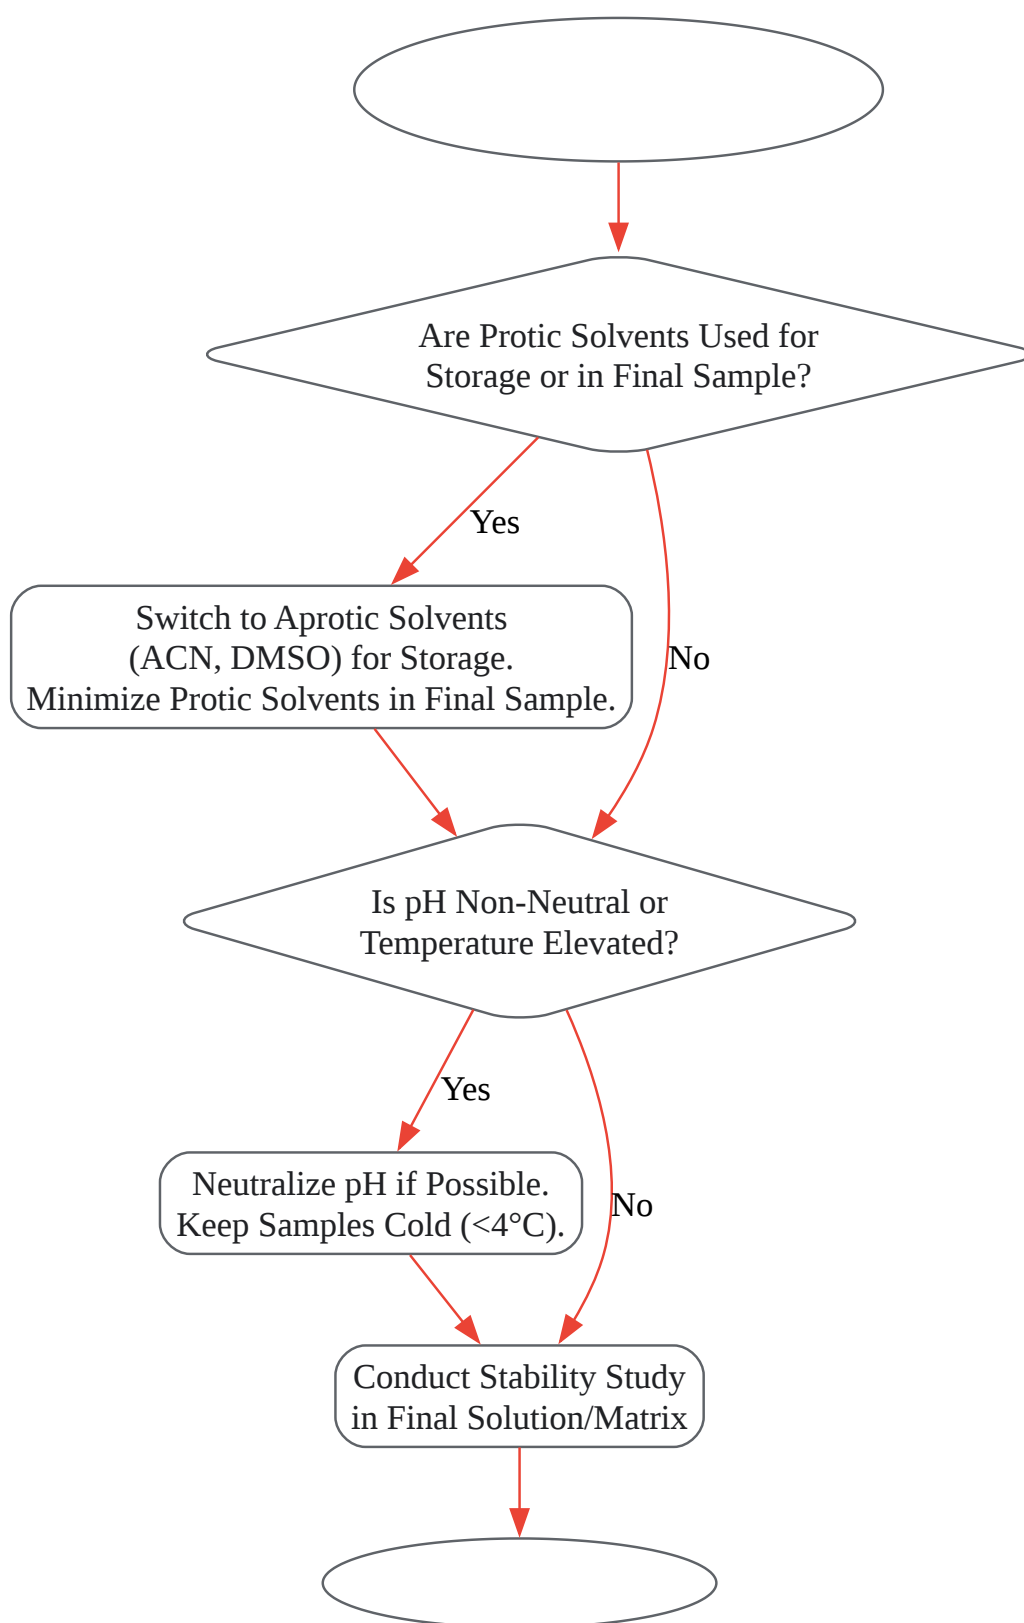 Are Protic Solvents Used for
Storage or in Final Sample?
Yes
Switch to Aprotic Solvents
(ACN, DMSO) for Storage.
Minimize Protic Solvents in Final Sample.
No
Is pH Non-Neutral or
Temperature Elevated?
Yes
Neutralize pH if Possible.
Keep Samples Cold (<4°C).
No
Conduct Stability Study
in Final Solution/Matrix